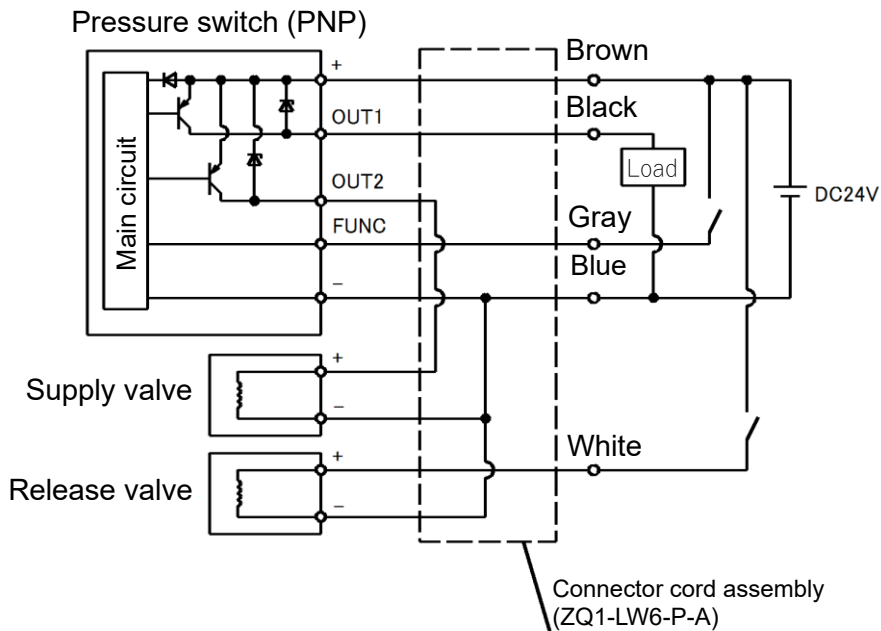 Pressure switch (PNP)
Main circuit
+
OUT1
OUT2
FUNC
−
Brown
Black
Load
Gray
Blue
DC24V
Supply valve
+
−
White
Release valve
+
−
Connector cord assembly
(ZQ1-LW6-P-A)